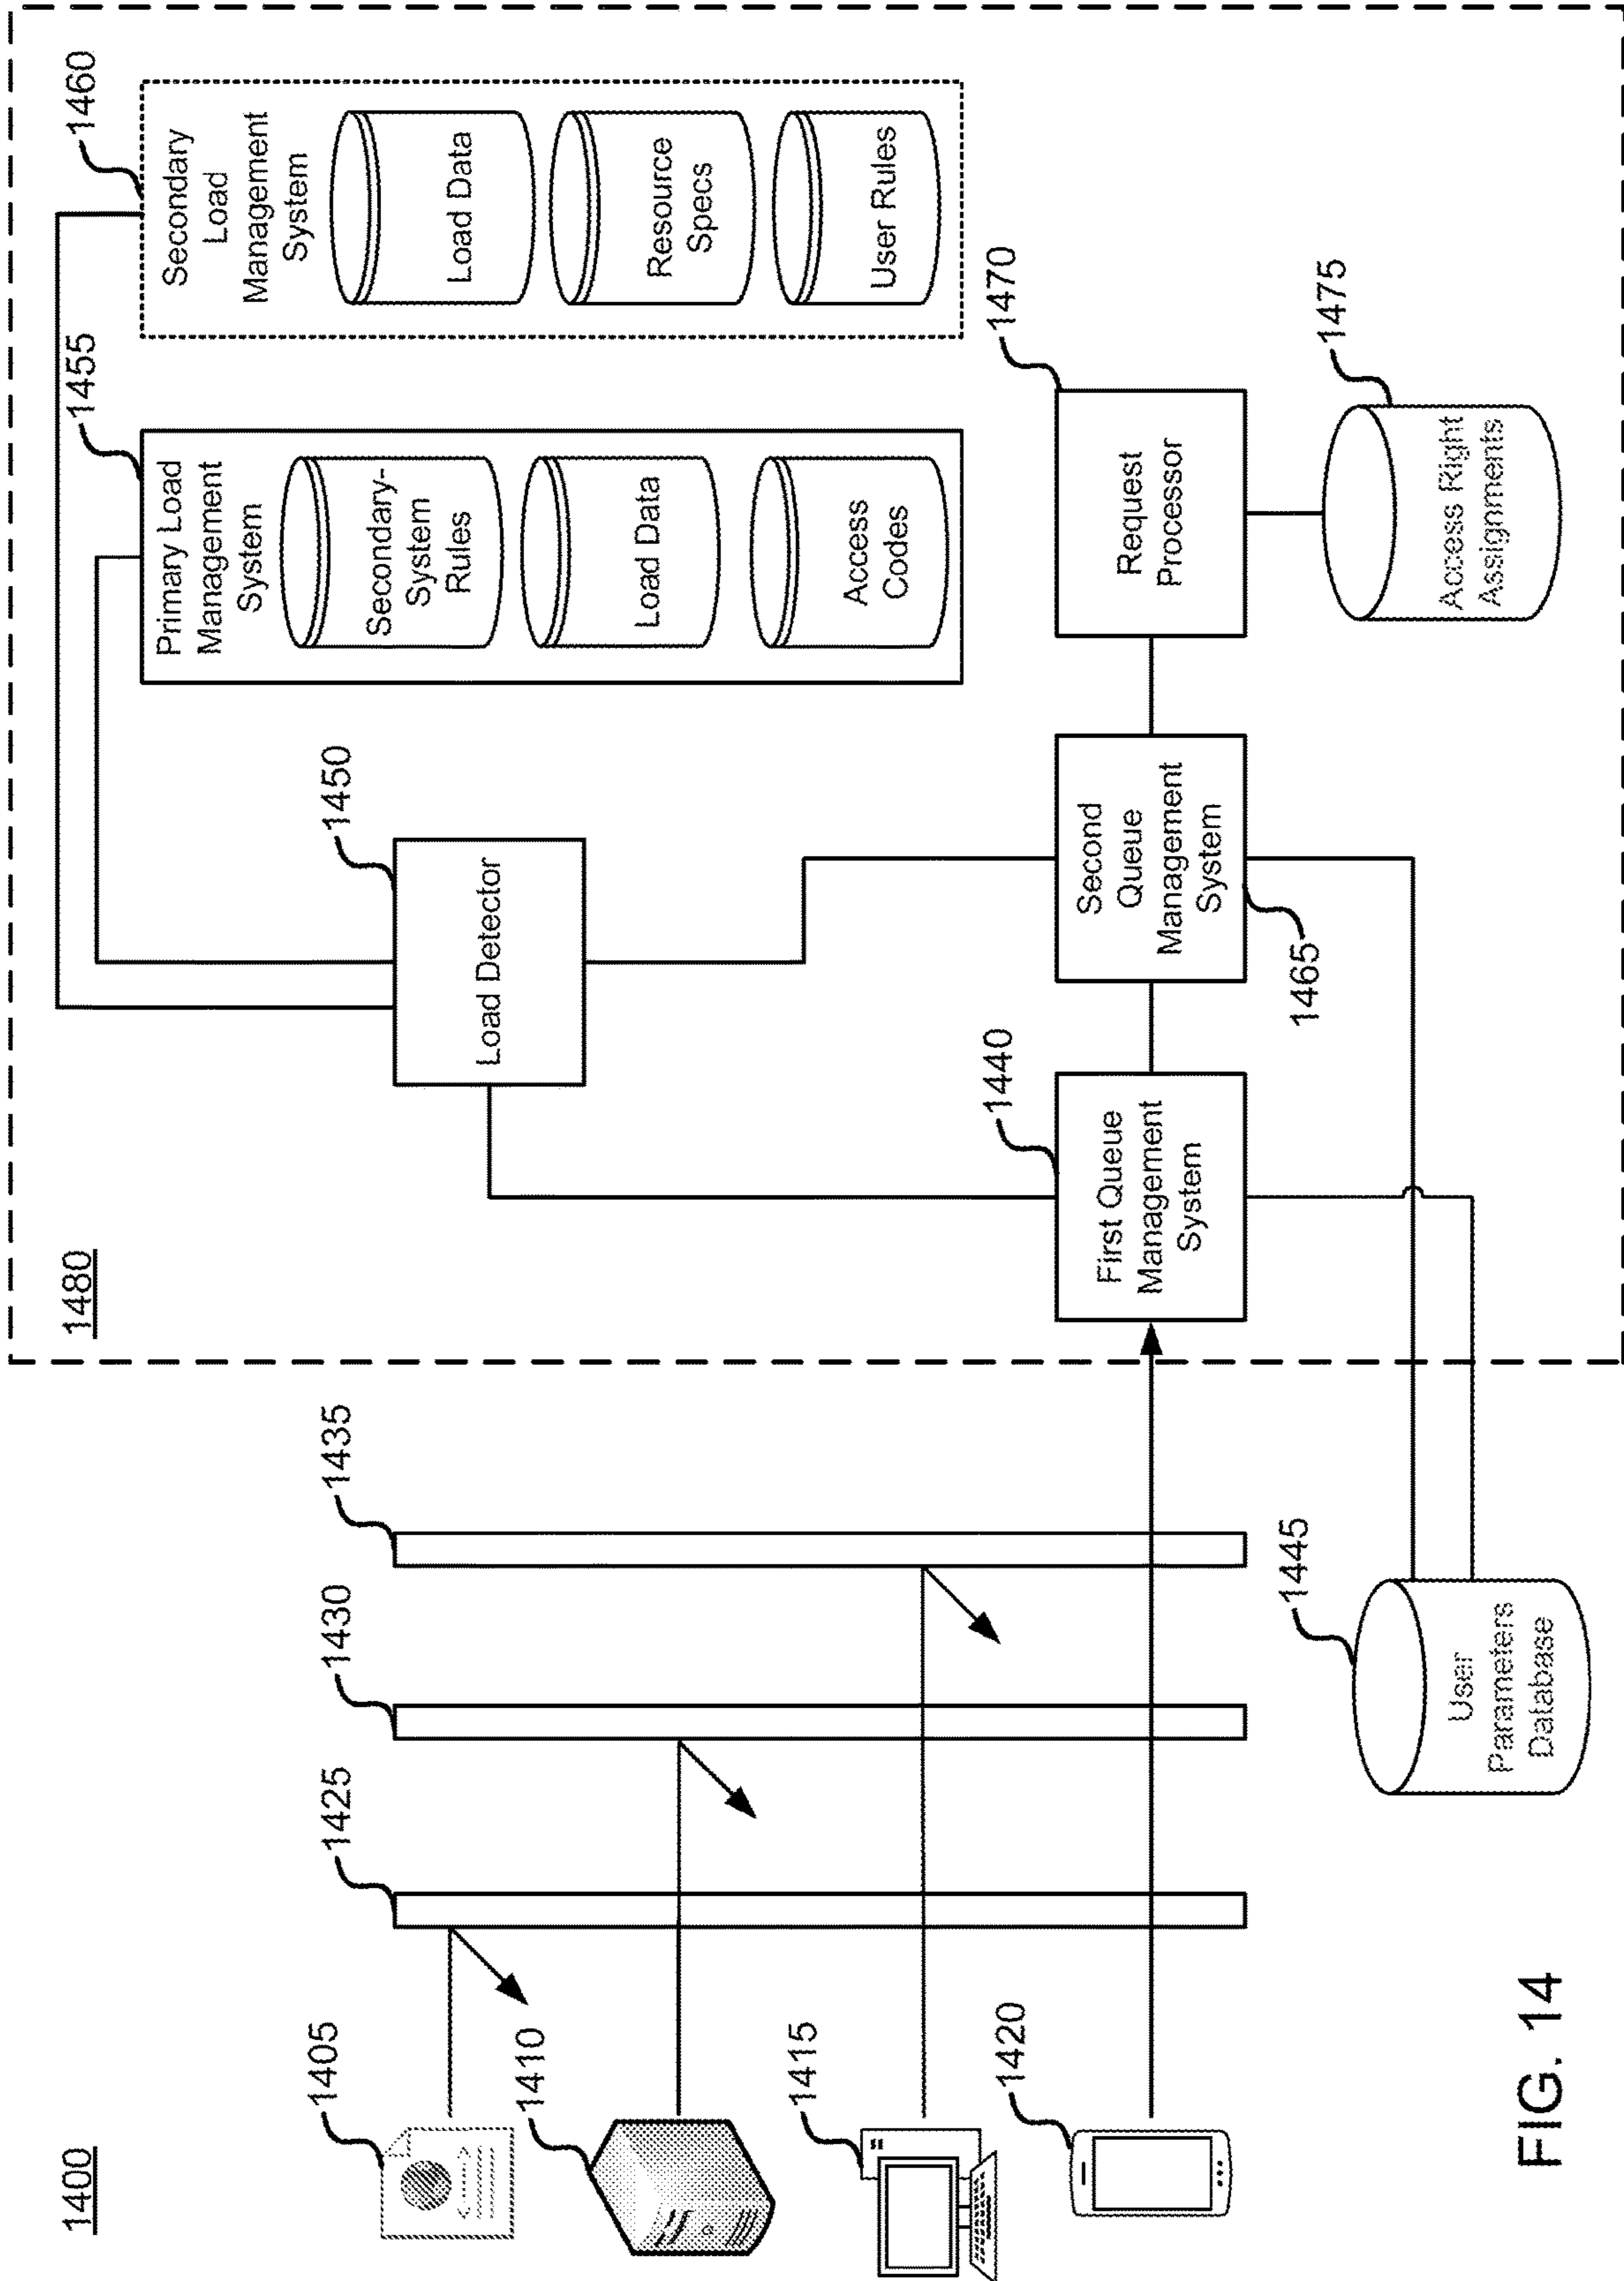 1400
1405
1410
1415
1420
1425
1430
1435
User
Parameters
Database
1445
1480
First Queue
Management
System
1440
Load Detector
1450
Second
Queue
Management
System
1465
Primary Load
Management
System
Secondary-
System
Rules
Load Data
Access
Codes
1455
Secondary
Load
Management
System
Load Data
Resource
Specs
User Rules
1460
Request
Processor
1470
Access Right
Assignments
1475
FIG. 14